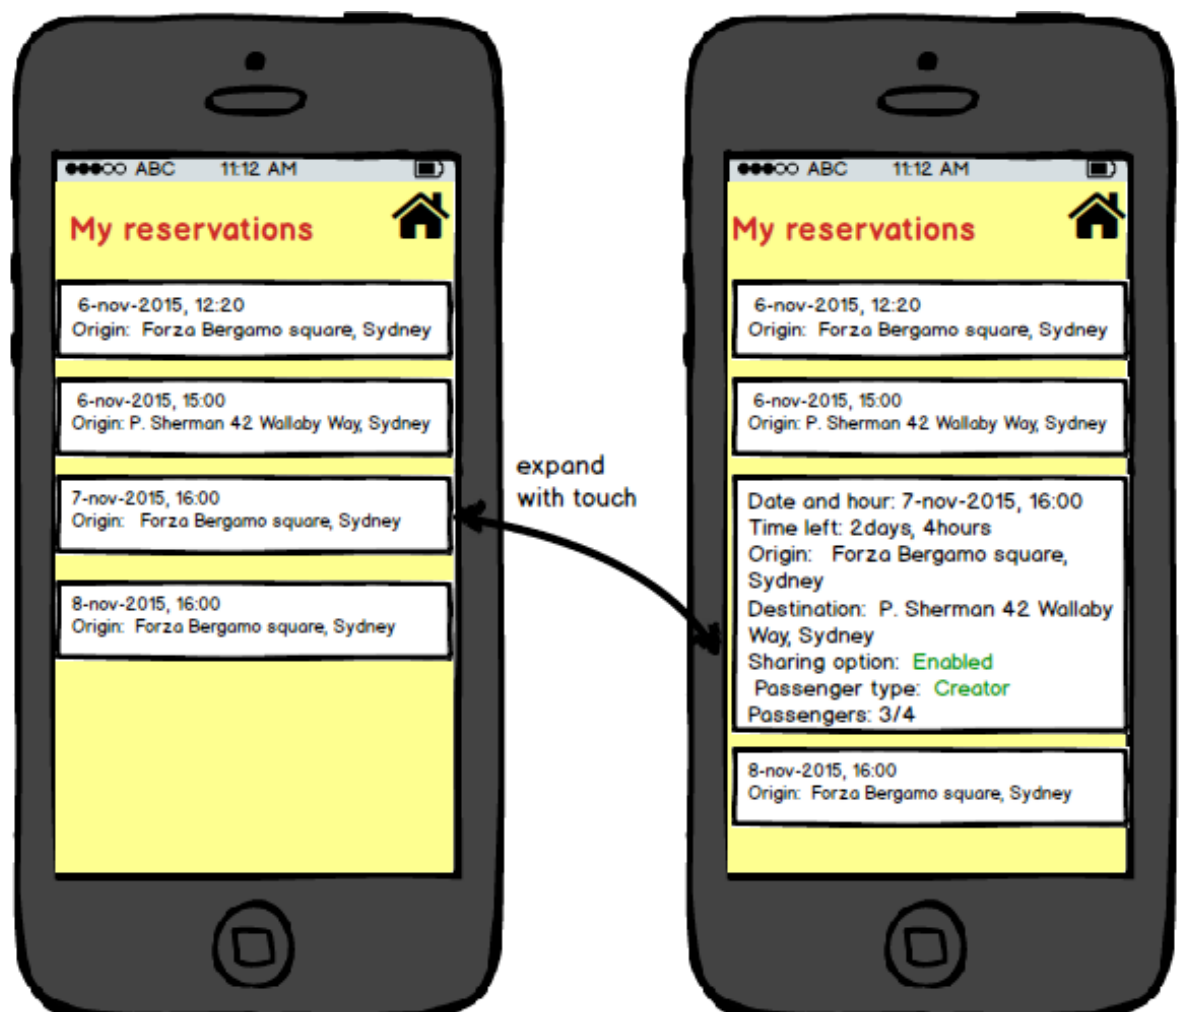 ABC 11:12 AM
My reservations
6-nov-2015, 12:20
Origin: Forza Bergamo square, Sydney
6-nov-2015, 15:00
Origin: P. Sherman 42 Wallaby Way, Sydney
7-nov-2015, 16:00
Origin: Forza Bergamo square, Sydney
8-nov-2015, 16:00
Origin: Forza Bergamo square, Sydney
expand
with touch
ABC 11:12 AM
My reservations
6-nov-2015, 12:20
Origin: Forza Bergamo square, Sydney
6-nov-2015, 15:00
Origin: P. Sherman 42 Wallaby Way, Sydney
Date and hour: 7-nov-2015, 16:00
Time left: 2days, 4hours
Origin: Forza Bergamo square,
Sydney
Destination: P. Sherman 42 Wallaby
Way, Sydney
Sharing option: Enabled
Passenger type: Creator
Passengers: 3/4
8-nov-2015, 16:00
Origin: Forza Bergamo square, Sydney